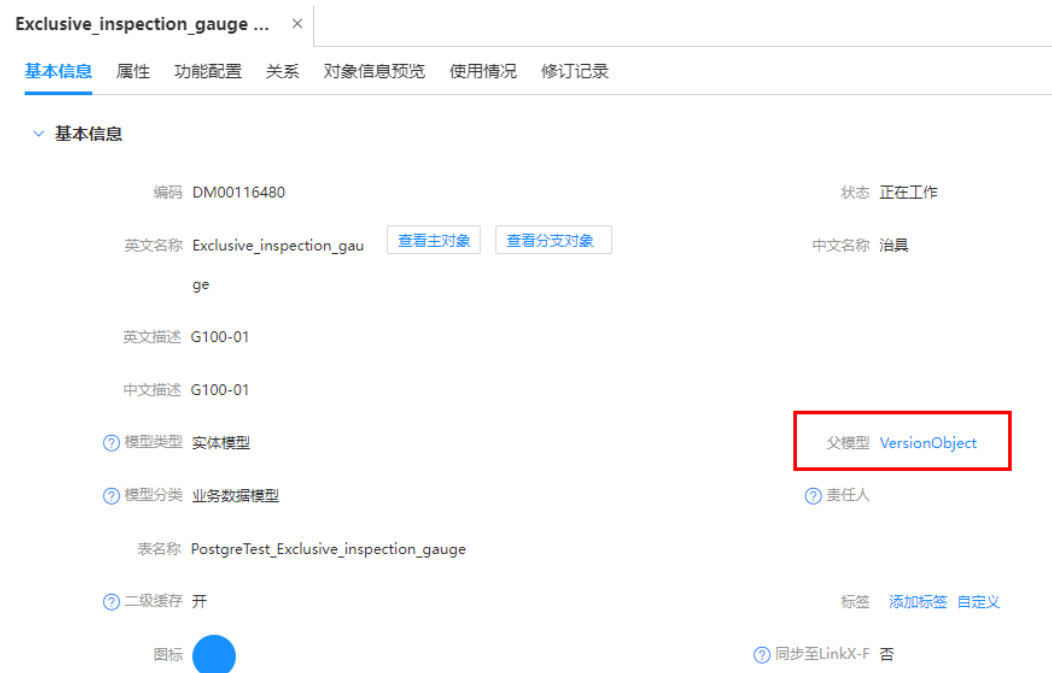 Exclusive_inspection_gauge ... ×
基本信息 属性 功能配置 关系 对象信息预览 使用情况 修订记录
基本信息
编码 DM00116480 状态 正在工作
英文名称 Exclusive_inspection_gau 查看主对象 查看分支对象 中文名称 治具
ge
英文描述 G100-01
中文描述 G100-01
? 模型类型 实体模型 父模型 VersionObject
? 模型分类 业务数据模型 ? 责任人
表名称 PostgreTest_Exclusive_inspection_gauge
? 二级缓存 开 标签 添加标签 自定义
图标 ? 同步至LinkX-F 否